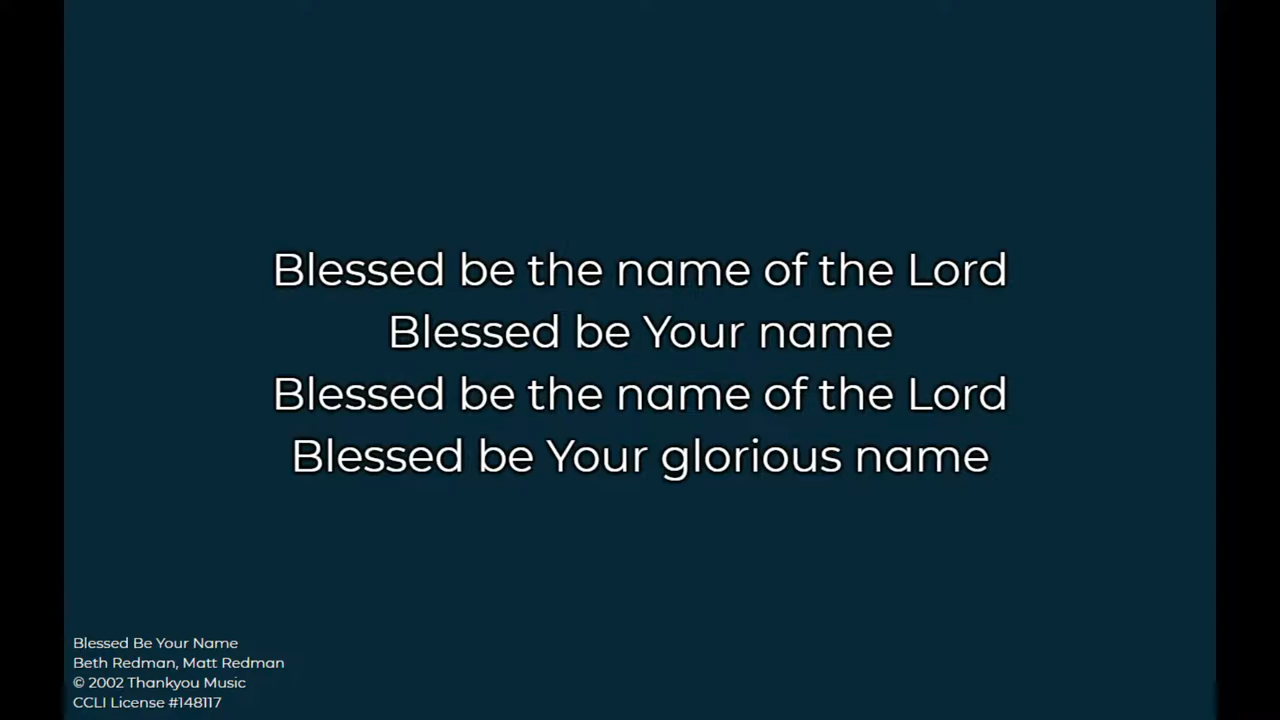 Blessed be the name of the Lord
Blessed be Your name
Blessed be the name of the Lord
Blessed be Your glorious name
Blessed Be Your Name
Beth Redman, Matt Redman
© 2002 Thankyou Music
CCLI License #148117